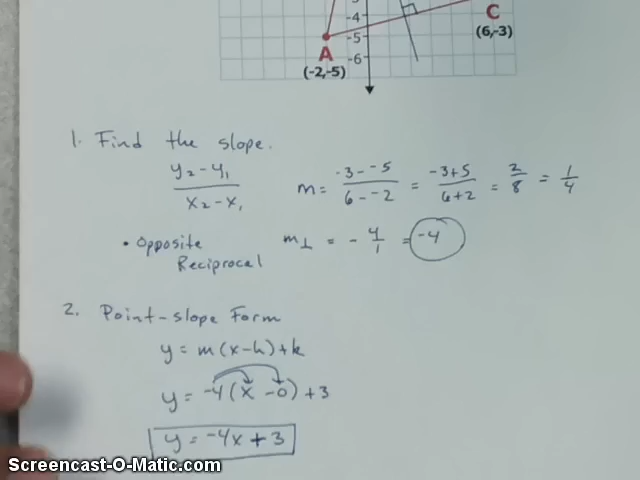 -4
C
-5
(6,-3)
A
-6
(-2,-5)
1. Find the slope.
y₂-y₁ / x₂-x₁
m= -3--5 / 6--2 = -3+5 / 6+2 = 2/8 = 1/4
• Opposite Reciprocal
m⊥ = -4/1 = -4
2. Point-slope Form
y = m(x-h)+k
y = -4(x-0)+3
y = -4x+3
Screencast-O-Matic.com